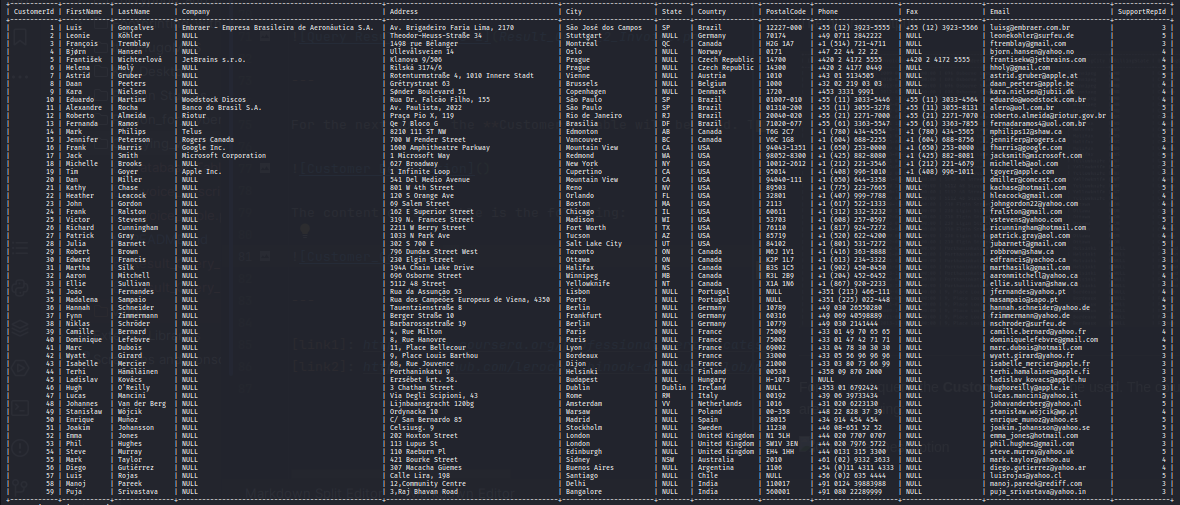 CustomerId | FirstName | LastName | Company | Address | City | State | Country | PostalCode | Phone | Fax | Email | SupportRepId
1 | Luís | Gonçalves | Embraer - Empresa Brasileira de Aeronáutica S.A. | Av. Brigadeiro Faria Lima, 2170 | São José dos Campos | SP | Brazil | 12227-000 | +55 (12) 3923-5555 | +55 (12) 3923-5566 | luisg@embraer.com.br | 3
2 | Leonie | Köhler | NULL | Theodor-Heuss-Straße 34 | Stuttgart | NULL | Germany | 70174 | +49 0711 2842222 | NULL | leonekohler@surfeu.de | 5
3 | François | Tremblay | NULL | 1498 rue Bélanger | Montréal | QC | Canada | H2G 1A7 | +1 (514) 721-4711 | NULL | ftremblay@gmail.com | 3
4 | Bjørn | Hansen | NULL | Ullevålsveien 14 | Oslo | NULL | Norway | 0171 | +47 22 44 22 22 | NULL | bjorn.hansen@yahoo.no | 4
5 | František | Wichterlová | JetBrains s.r.o. | Klanova 9/506 | Prague | NULL | Czech Republic | 14700 | +420 2 4172 5555 | +420 2 4172 5555 | frantisekw@jetbrains.com | 4
6 | Helena | Holý | NULL | Rilská 3174/6 | Prague | NULL | Czech Republic | 14300 | +420 2 4177 0449 | NULL | hholy@gmail.com | 5
7 | Astrid | Gruber | NULL | Rotenturmstraße 4, 1010 Innere Stadt | Vienne | NULL | Austria | 1010 | +43 01 5134505 | NULL | astrid.gruber@apple.at | 5
8 | Daan | Peeters | NULL | Grétrystraat 63 | Brussels | NULL | Belgium | 1000 | +32 02 219 03 03 | NULL | daan_peeters@apple.be | 4
9 | Kara | Nielsen | NULL | Sønder Boulevard 51 | Copenhagen | NULL | Denmark | 1720 | +453 3331 9991 | NULL | kara.nielsen@jubii.dk | 4
10 | Eduardo | Martins | Woodstock Discos | Rua Dr. Falcão Filho, 155 | São Paulo | SP | Brazil | 01007-010 | +55 (11) 3033-5446 | +55 (11) 3033-4564 | eduardo@woodstock.com.br | 4
11 | Alexandre | Rocha | Banco do Brasil S.A. | Av. Paulista, 2022 | São Paulo | SP | Brazil | 01310-200 | +55 (11) 3055-3278 | +55 (11) 3055-8131 | alero@uol.com.br | 5
12 | Roberto | Almeida | Riotur | Praça Pio X, 119 | Rio de Janeiro | RJ | Brazil | 20040-020 | +55 (21) 2271-7000 | +55 (21) 2271-7070 | roberto.almeida@riotur.gov.br | 3
13 | Fernanda | Ramos | NULL | Qe 7 Bloco G | Brasília | DF | Brazil | 71020-677 | +55 (61) 3363-5547 | +55 (61) 3363-7855 | fernadaramos4@uol.com.br | 4
14 | Mark | Philips | Telus | 8210 111 ST NW | Edmonton | AB | Canada | T6G 2C7 | +1 (780) 434-4554 | +1 (780) 434-5565 | mphilips12@shaw.ca | 5
15 | Jennifer | Peterson | Rogers Canada | 700 W Pender Street | Vancouver | BC | Canada | V6C 1G8 | +1 (604) 688-2255 | +1 (604) 688-8756 | jenniferp@rogers.ca | 3
16 | Frank | Harris | Google Inc. | 1600 Amphitheatre Parkway | Mountain View | CA | USA | 94043-1351 | +1 (650) 253-0000 | +1 (650) 253-0000 | fharris@google.com | 4
17 | Jack | Smith | Microsoft Corporation | 1 Microsoft Way | Redmond | WA | USA | 98052-8300 | +1 (425) 882-8080 | +1 (425) 882-8081 | jacksmith@microsoft.com | 5
18 | Michelle | Brooks | NULL | 627 Broadway | New York | NY | USA | 10012-2612 | +1 (212) 221-3546 | +1 (212) 221-4679 | michelleb@aol.com | 3
19 | Tim | Goyer | Apple Inc. | 1 Infinite Loop | Cupertino | CA | USA | 95014 | +1 (408) 996-1010 | +1 (408) 996-1011 | tgoyer@apple.com | 3
20 | Dan | Miller | NULL | 541 Del Medio Avenue | Mountain View | CA | USA | 94040-111 | +1 (650) 644-3358 | NULL | dmiller@comcast.com | 4
21 | Kathy | Chase | NULL | 801 W 4th Street | Reno | NV | USA | 89503 | +1 (775) 223-7665 | NULL | kachase@hotmail.com | 5
22 | Heather | Leacock | NULL | 120 S Orange Ave | Orlando | FL | USA | 32801 | +1 (407) 999-7788 | NULL | hleacock@gmail.com | 4
23 | John | Gordon | NULL | 69 Salem Street | Boston | MA | USA | 2113 | +1 (617) 522-1333 | NULL | johngordon22@yahoo.com | 4
24 | Frank | Ralston | NULL | 162 E Superior Street | Chicago | IL | USA | 60611 | +1 (312) 332-3232 | NULL | fralston@gmail.com | 3
25 | Victor | Stevens | NULL | 319 N. Frances Street | Madison | WI | USA | 53703 | +1 (608) 257-0597 | NULL | vstevens@yahoo.com | 5
26 | Richard | Cunningham | NULL | 2211 W Berry Street | Fort Worth | TX | USA | 76110 | +1 (817) 924-7272 | NULL | ricunningham@hotmail.com | 4
27 | Patrick | Gray | NULL | 1033 N Park Ave | Tucson | AZ | USA | 85719 | +1 (520) 622-4200 | NULL | patrick.gray@aol.com | 4
28 | Julia | Barnett | NULL | 302 S 700 E | Salt Lake City | UT | USA | 84102 | +1 (801) 531-7272 | NULL | jubarnett@gmail.com | 5
29 | Robert | Brown | NULL | 796 Dundas Street West | Toronto | ON | Canada | M6J 1V1 | +1 (416) 363-8888 | NULL | robbrown@shaw.ca | 3
30 | Edward | Francis | NULL | 230 Elgin Street | Ottawa | ON | Canada | K2P 1L7 | +1 (613) 234-3322 | NULL | edfrancis@yachoo.ca | 3
31 | Martha | Silk | NULL | 194A Chain Lake Drive | Halifax | NS | Canada | B3S 1C5 | +1 (902) 450-0450 | NULL | marthasilk@gmail.com | 5
32 | Aaron | Mitchell | NULL | 696 Osborne Street | Winnipeg | MB | Canada | R3L 2B9 | +1 (204) 452-6452 | NULL | aaronmitchell@yahoo.ca | 4
33 | Ellie | Sullivan | NULL | 5112 48 Street | Yellowknife | NT | Canada | X1A 1N6 | +1 (867) 920-2233 | NULL | ellie.sullivan@shaw.ca | 3
34 | João | Fernandes | NULL | Rua da Assunção 53 | Lisbon | NULL | Portugal | NULL | +351 (213) 466-111 | NULL | jfernandes@yahoo.pt | 4
35 | Madalena | Sampaio | NULL | Rua dos Campeões Europeus de Viena, 4350 | Porto | NULL | Portugal | NULL | +351 (225) 022-448 | NULL | masampaio@sapo.pt | 4
36 | Hannah | Schneider | NULL | Tauentzienstraße 8 | Berlin | NULL | Germany | 10789 | +49 030 26550280 | NULL | hannah.schneider@yahoo.de | 5
37 | Fynn | Zimmermann | NULL | Berger Straße 10 | Frankfurt | NULL | Germany | 60316 | +49 069 40598889 | NULL | fzimmermann@yahoo.de | 3
38 | Niklas | Schröder | NULL | Barbarossastraße 19 | Berlin | NULL | Germany | 10779 | +49 030 2141444 | NULL | nschroder@surfeu.de | 3
39 | Camille | Bernard | NULL | 4, Rue Milton | Paris | NULL | France | 75009 | +33 01 49 70 65 65 | NULL | camille.bernard@yahoo.fr | 4
40 | Dominique | Lefebvre | NULL | 8, Rue Hanovre | Paris | NULL | France | 75002 | +33 01 47 42 71 71 | NULL | dominiquelefebvre@gmail.com | 4
41 | Marc | Dubois | NULL | 11, Place Bellecour | Lyon | NULL | France | 69002 | +33 04 78 30 30 30 | NULL | marc.dubois@hotmail.com | 5
42 | Wyatt | Girard | NULL | 9, Place Louis Barthou | Bordeaux | NULL | France | 33000 | +33 05 56 96 96 96 | NULL | wyatt.girard@yahoo.fr | 3
43 | Isabelle | Mercier | NULL | 68, Rue Jouvence | Dijon | NULL | France | 21000 | +33 03 80 73 66 99 | NULL | isabelle_mercier@apple.fr | 3
44 | Terhi | Hämäläinen | NULL | Porthaninkatu 9 | Helsinki | NULL | Finland | 00530 | +358 09 870 2000 | NULL | terhi.hamalainen@apple.fi | 3
45 | Ladislav | Kovács | NULL | Erzsébet krt. 58. | Budapest | NULL | Hungary | H-1073 | NULL | NULL | ladislav_kovacs@apple.hu | 3
46 | Hugh | O'Reilly | NULL | 3 Chatham Street | Dublin | Dublin | Ireland | NULL | +353 01 6792424 | NULL | hughoreilly@apple.ie | 3
47 | Lucas | Mancini | NULL | Via Degli Scipioni, 43 | Rome | RM | Italy | 00192 | +39 06 39733434 | NULL | lucas.mancini@yahoo.it | 5
48 | Johannes | Van der Berg | NULL | Lijnbaansgracht 120bg | Amsterdam | VV | Netherlands | 1016 | +31 020 6223130 | NULL | johavanderberg@yahoo.nl | 5
49 | Stanisław | Wójcik | NULL | Ordynacka 10 | Warsaw | NULL | Poland | 00-358 | +48 22 828 37 39 | NULL | stanisław.wójcik@wp.pl | 4
50 | Enrique | Muñoz | NULL | C/ San Bernardo 85 | Madrid | NULL | Spain | 28015 | +34 914 454 454 | NULL | enrique_munoz@yahoo.es | 5
51 | Joakim | Johansson | NULL | Celsiusg. 9 | Stockholm | NULL | Sweden | 11230 | +46 08-651 52 52 | NULL | joakim.johansson@yahoo.se | 5
52 | Emma | Jones | NULL | 202 Hoxton Street | London | NULL | United Kingdom | N1 5LH | +44 020 7707 0707 | NULL | emma_jones@hotmail.com | 3
53 | Phil | Hughes | NULL | 113 Lupus St | London | NULL | United Kingdom | SW1V 3EN | +44 020 7976 5722 | NULL | phil.hughes@gmail.com | 3
54 | Steve | Murray | NULL | 110 Raeburn Pl | Edinburgh | NULL | United Kingdom | EH4 1HH | +44 0131 315 3300 | NULL | steve.murray@yahoo.uk | 5
55 | Mark | Taylor | NULL | 421 Bourke Street | Sidney | NSW | Australia | 2010 | +61 (02) 9332 3633 | NULL | mark.taylor@yahoo.au | 4
56 | Diego | Gutiérrez | NULL | 307 Macacha Güemes | Buenos Aires | NULL | Argentina | 1106 | +54 (0)11 4311 4333 | NULL | diego.gutierrez@yahoo.ar | 4
57 | Luis | Rojas | NULL | Calle Lira, 198 | Santiago | NULL | Chile | NULL | +56 (0)2 635 4444 | NULL | luisrojas@yahoo.cl | 5
58 | Manoj | Pareek | NULL | 12,Community Centre | Delhi | NULL | India | 110017 | +91 0124 39883988 | NULL | manoj.pareek@rediff.com | 3
59 | Puja | Srivastava | NULL | 3,Raj Bhavan Road | Bangalore | NULL | India | 560001 | +91 080 22289999 | NULL | puja_srivastava@yahoo.in | 3